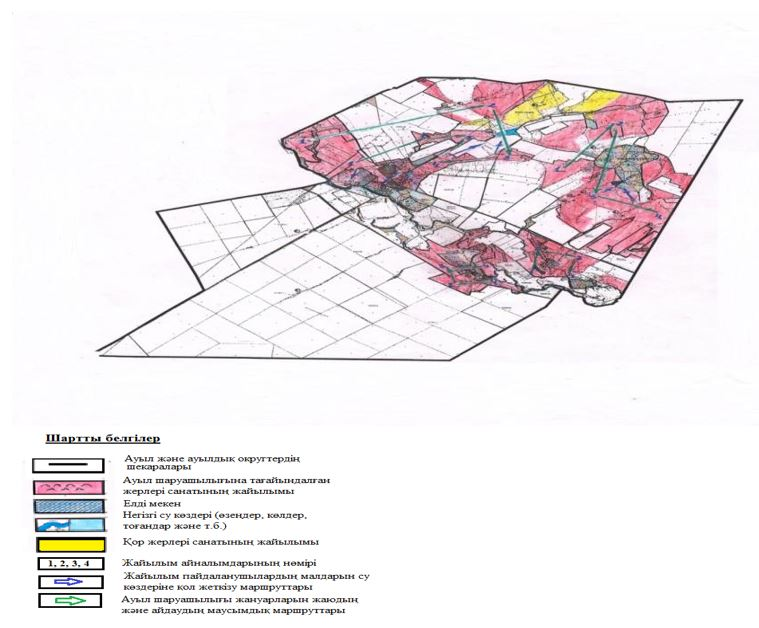 Шартты белгілер
Ауыл және ауылдық округтердің
шекаралары
Ауыл шаруашылығына тағайындалған
жерлері санатының жайылымы
Елді мекен
Негізгі су көздері (өзендер, көлдер,
тоғандар және т.б.)
Қор жерлері санатының жайылымы
1, 2, 3, 4 Жайылым айналымдарының нөмірі
Жайылым пайдаланушылардың малдарын су
көздеріне қол жеткізу маршруттары
Ауыл шаруашылығы жануарларын жаюдың
және айдаудың маусымдық маршруттары